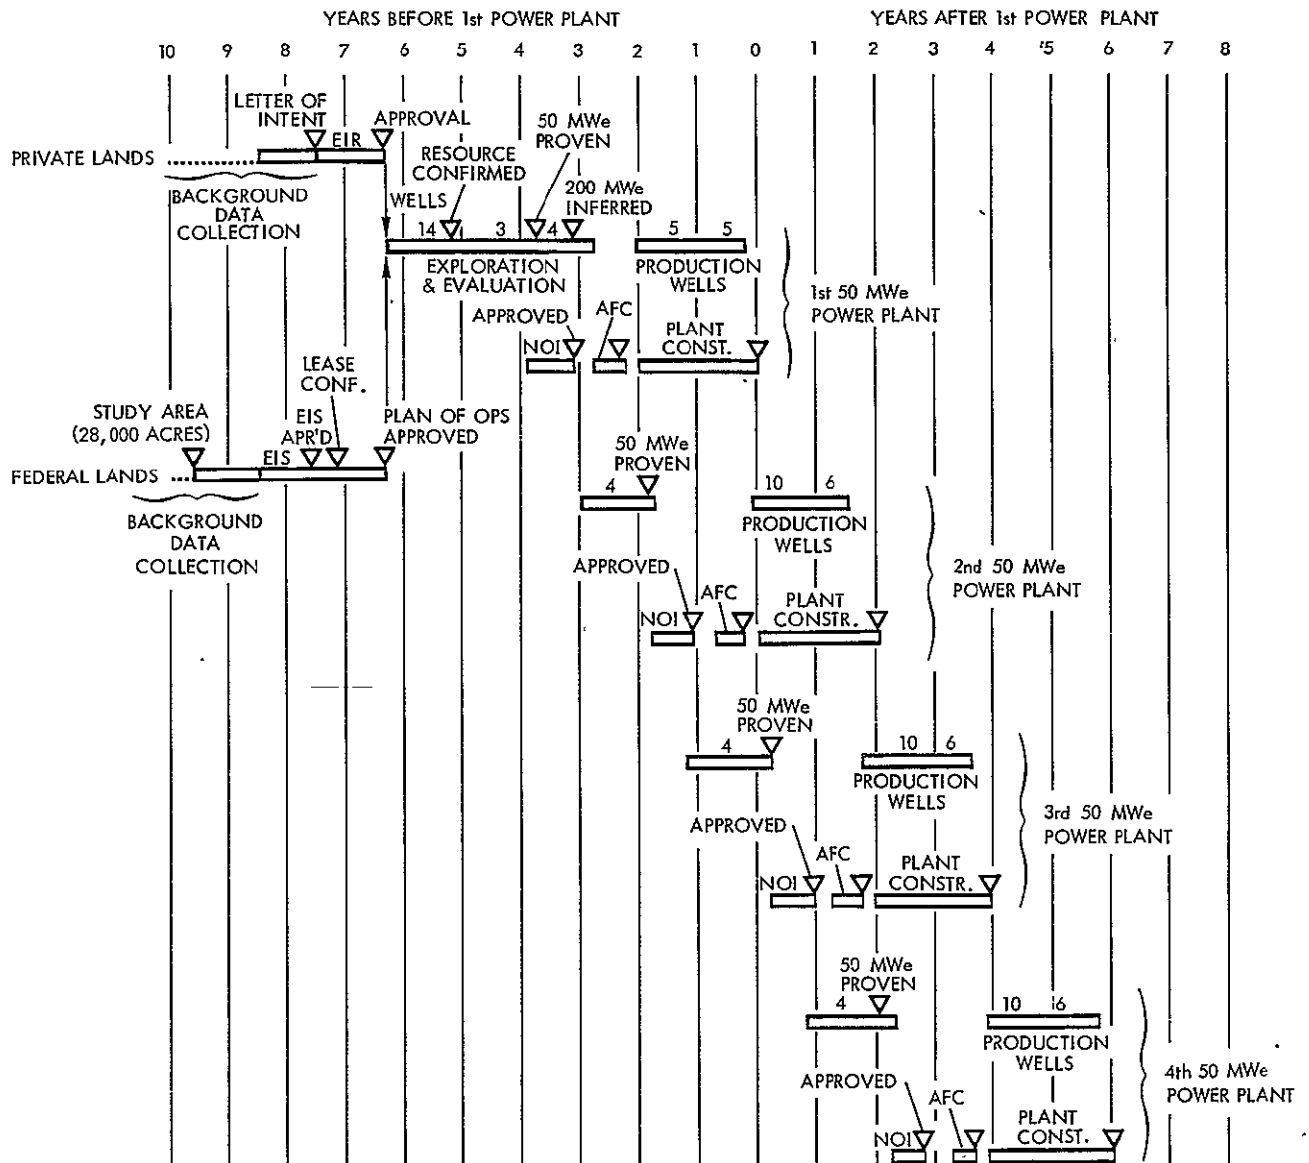 YEARS BEFORE 1st POWER PLANT
YEARS AFTER 1st POWER PLANT
10 9 8 7 6 5 4 3 2 1 0 1 2 3 4 5 6 7 8
LETTER OF
INTENT
EIR
APPROVAL
PRIVATE LANDS
BACKGROUND
DATA
COLLECTION
WELLS
RESOURCE
CONFIRMED
50 MWe
PROVEN
200 MWe
INFERRED
14 3 4
EXPLORATION
& EVALUATION
5 5
PRODUCTION
WELLS
1st 50 MWe
POWER PLANT
APPROVED
NOI
AFC
PLANT
CONST.
LEASE
CONF.
STUDY AREA
(28,000 ACRES)
EIS
APR'D
PLAN OF OPS
APPROVED
EIS
FEDERAL LANDS
BACKGROUND
DATA
COLLECTION
50 MWe
PROVEN
4
10 6
PRODUCTION
WELLS
2nd 50 MWe
POWER PLANT
APPROVED
NOI
AFC
PLANT
CONSTR.
50 MWe
PROVEN
4
10 6
PRODUCTION
WELLS
3rd 50 MWe
POWER PLANT
APPROVED
NOI
AFC
PLANT
CONSTR.
50 MWe
PROVEN
4
10 6
PRODUCTION
WELLS
4th 50 MWe
POWER PLANT
APPROVED
NOI
AFC
PLANT
CONST.